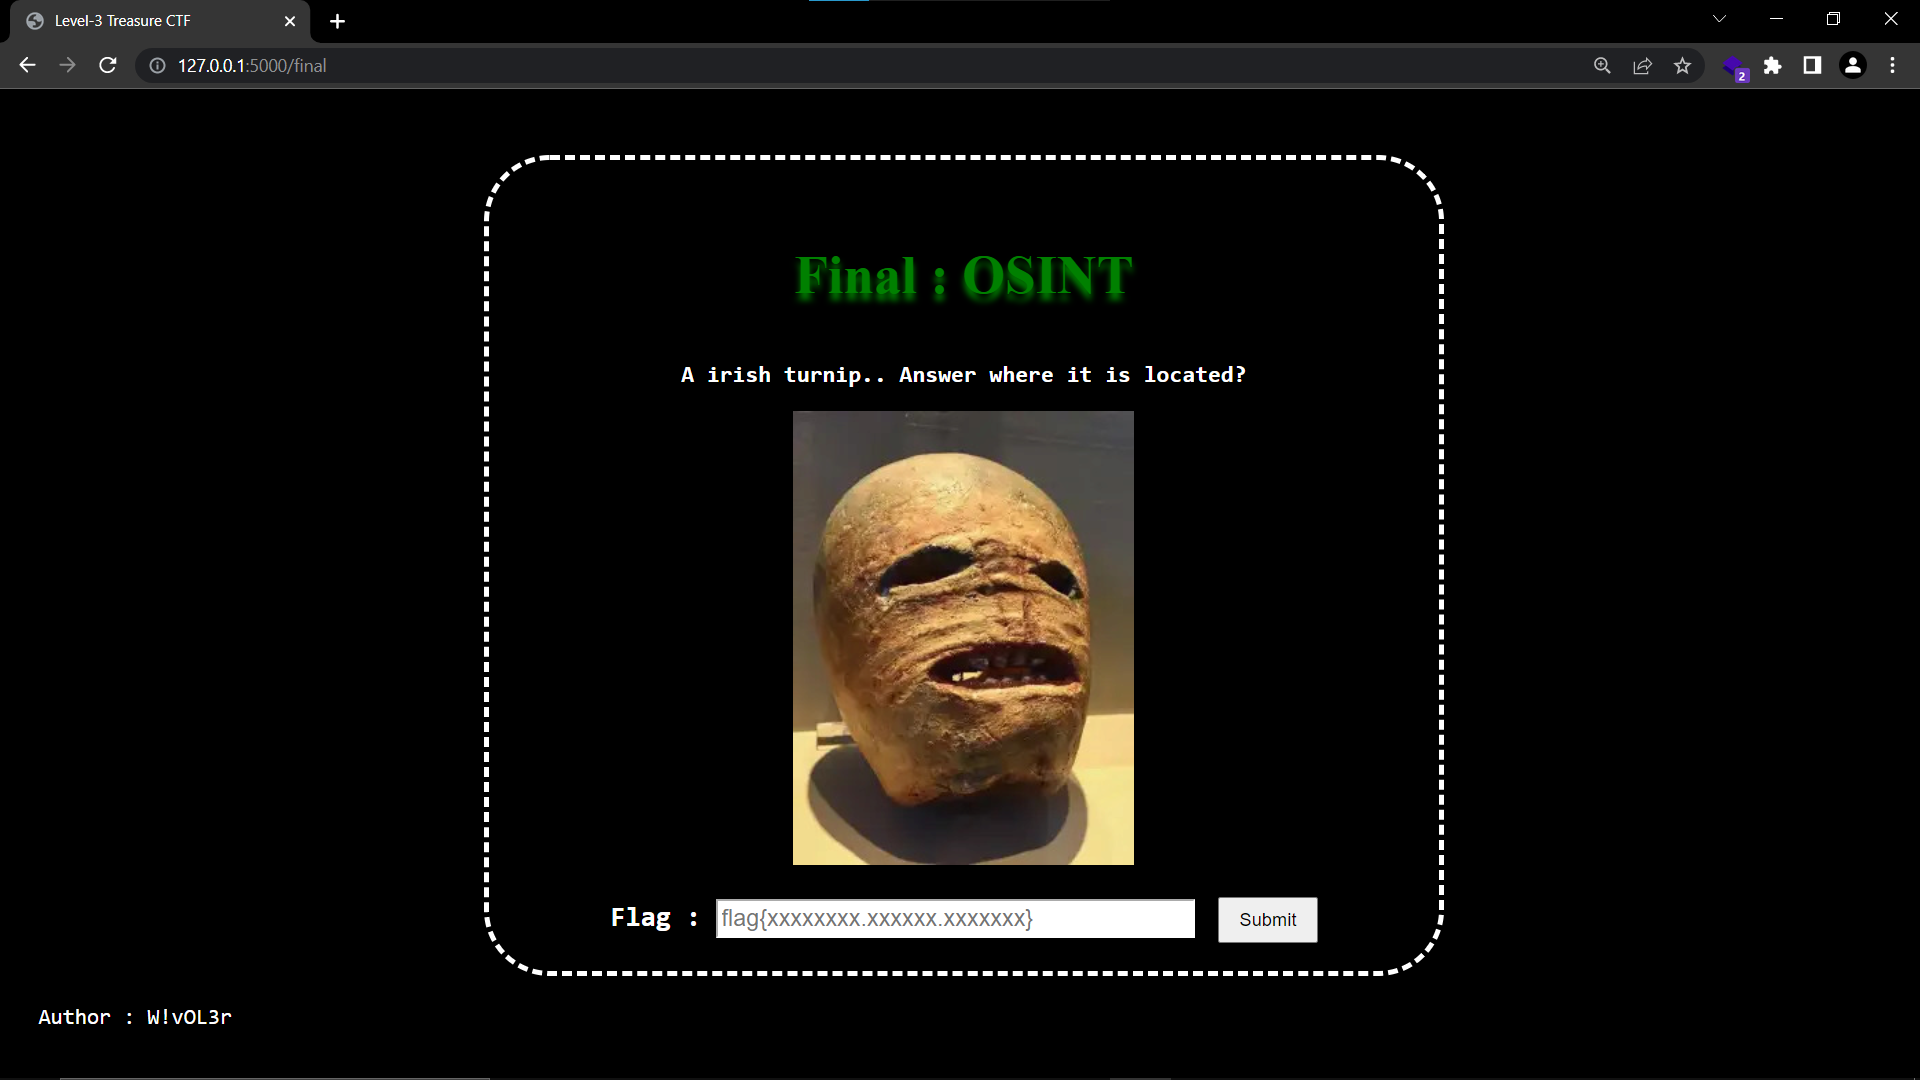 Level-3 Treasure CTF
127.0.0.1:5000/final
2
Final : OSINT
A irish turnip.. Answer where it is located?
Flag : flag{xxxxxxxx.xxxxxx.xxxxxxx} Submit
Author : W!vOL3r